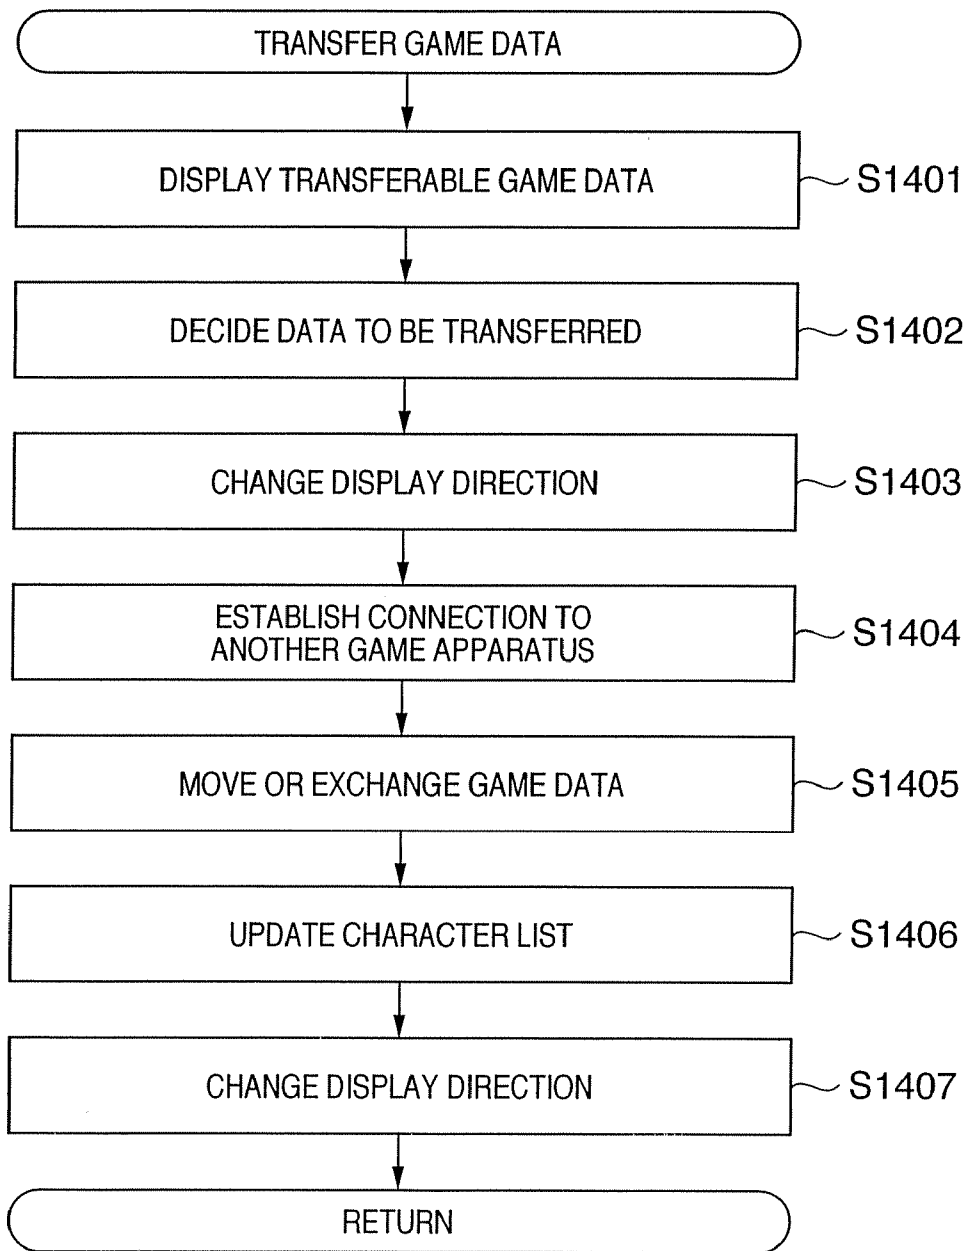 TRANSFER GAME DATA
DISPLAY TRANSFERABLE GAME DATA
S1401
DECIDE DATA TO BE TRANSFERRED
S1402
CHANGE DISPLAY DIRECTION
S1403
ESTABLISH CONNECTION TO
ANOTHER GAME APPARATUS
S1404
MOVE OR EXCHANGE GAME DATA
S1405
UPDATE CHARACTER LIST
S1406
CHANGE DISPLAY DIRECTION
S1407
RETURN